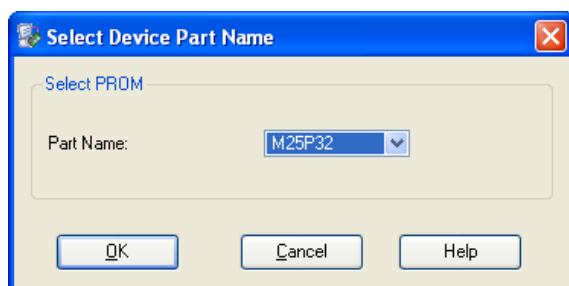 Select Device Part Name
Select PROM
Part Name: M25P32
OK Cancel Help